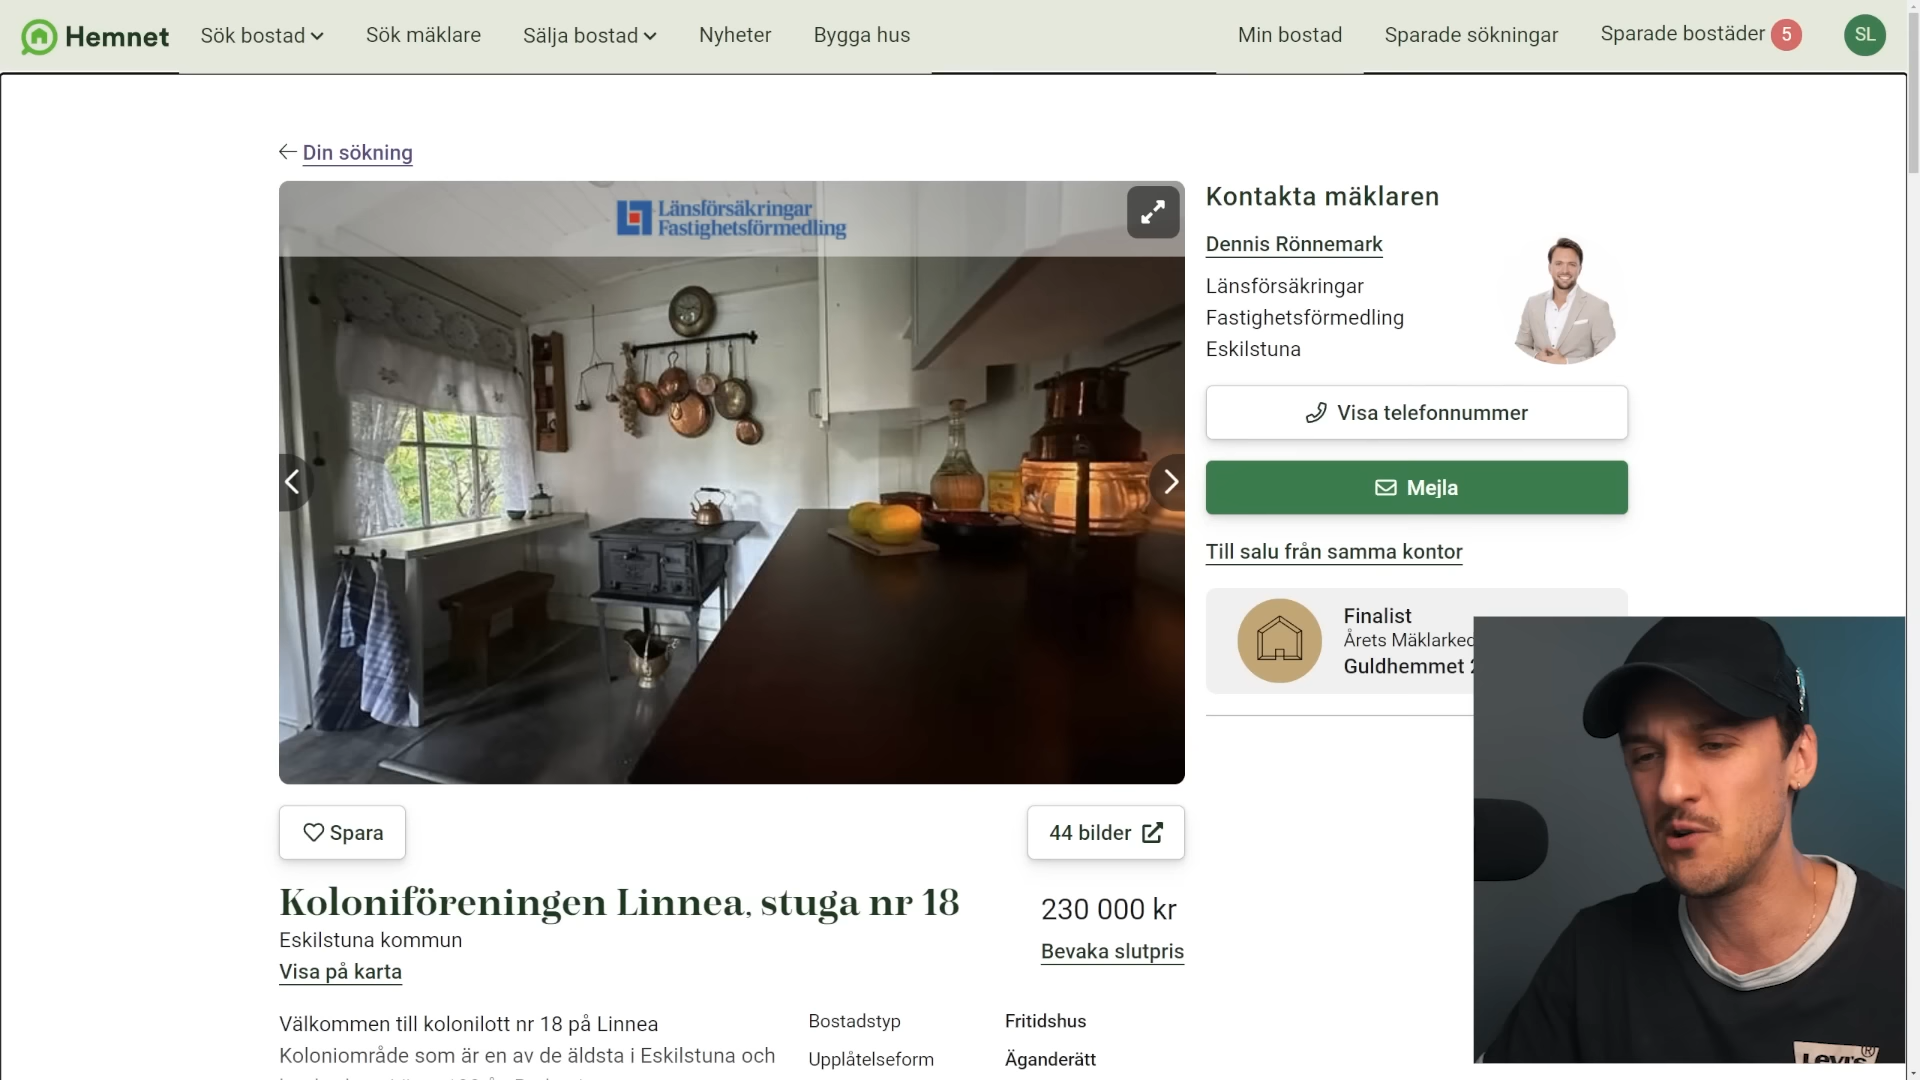 Hemnet
Sök bostad
Sök mäklare
Sälja bostad
Nyheter
Bygga hus
Min bostad
Sparade sökningar
Sparade bostäder
5
SL
Din sökning
Länsförsäkringar
Fastighetsförmedling
Kontakta mäklaren
Dennis Rönnemark
Länsförsäkringar
Fastighetsförmedling
Eskilstuna
Visa telefonnummer
Mejla
Till salu från samma kontor
Finalist
Årets
Guldhemmet
Spara
44 bilder
Koloniföreningen Linnea, stuga nr 18
230 000 kr
Eskilstuna kommun
Bevaka slutpris
Visa på karta
Välkommen till kolonilott nr 18 på Linnea
Koloniområde som är en av de äldsta i Eskilstuna och
Bostadstyp
Fritidshus
Upplåtelseform
Äganderätt
Levi's®